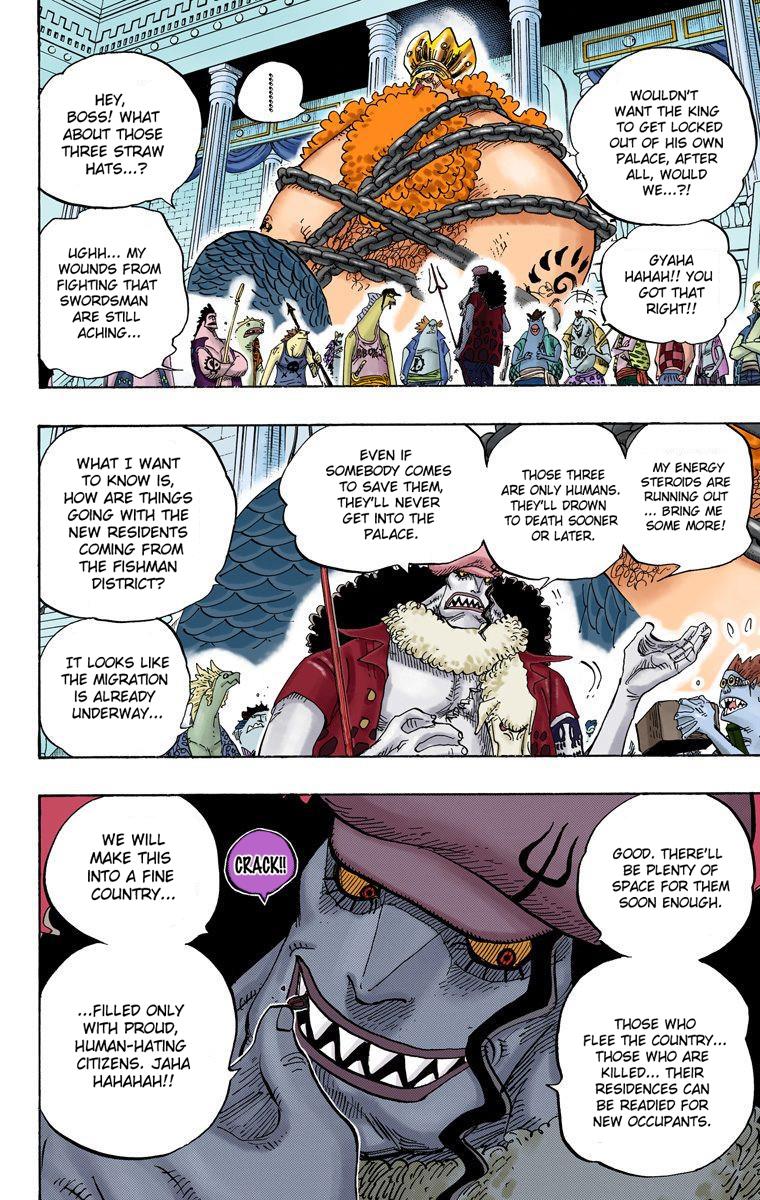 WOULDN'T
WANT THE KING
TO GET LOCKED
OUT OF HIS OWN
PALACE, AFTER
ALL, WOULD
WE...?!
GYAHA
HAHAH!! YOU
GOT THAT
RIGHT!!
.........
HEY,
BOSS! WHAT
ABOUT THOSE
THREE STRAW
HATS...?
UGHH... MY
WOUNDS FROM
FIGHTING THAT
SWORDSMAN
ARE STILL
ACHING...
MY ENERGY
STEROIDS ARE
RUNNING OUT
... BRING ME
SOME MORE!
THOSE THREE
ARE ONLY HUMANS.
THEY'LL DROWN
TO DEATH SOONER
OR LATER.
EVEN IF
SOMEBODY COMES
TO SAVE THEM,
THEY'LL NEVER
GET INTO THE
PALACE.
WHAT I WANT
TO KNOW IS,
HOW ARE THINGS
GOING WITH THE
NEW RESIDENTS
COMING FROM
THE FISHMAN
DISTRICT?
IT LOOKS LIKE
THE MIGRATION
IS ALREADY
UNDERWAY...
GOOD. THERE'LL
BE PLENTY OF
SPACE FOR THEM
SOON ENOUGH.
THOSE WHO
FLEE THE COUNTRY...
THOSE WHO ARE
KILLED... THEIR
RESIDENCES CAN
BE READIED FOR
NEW OCCUPANTS.
CRACK!!
WE WILL
MAKE THIS
INTO A FINE
COUNTRY...
...FILLED ONLY
WITH PROUD,
HUMAN-HATING
CITIZENS. JAHA
HAHAHAH!!